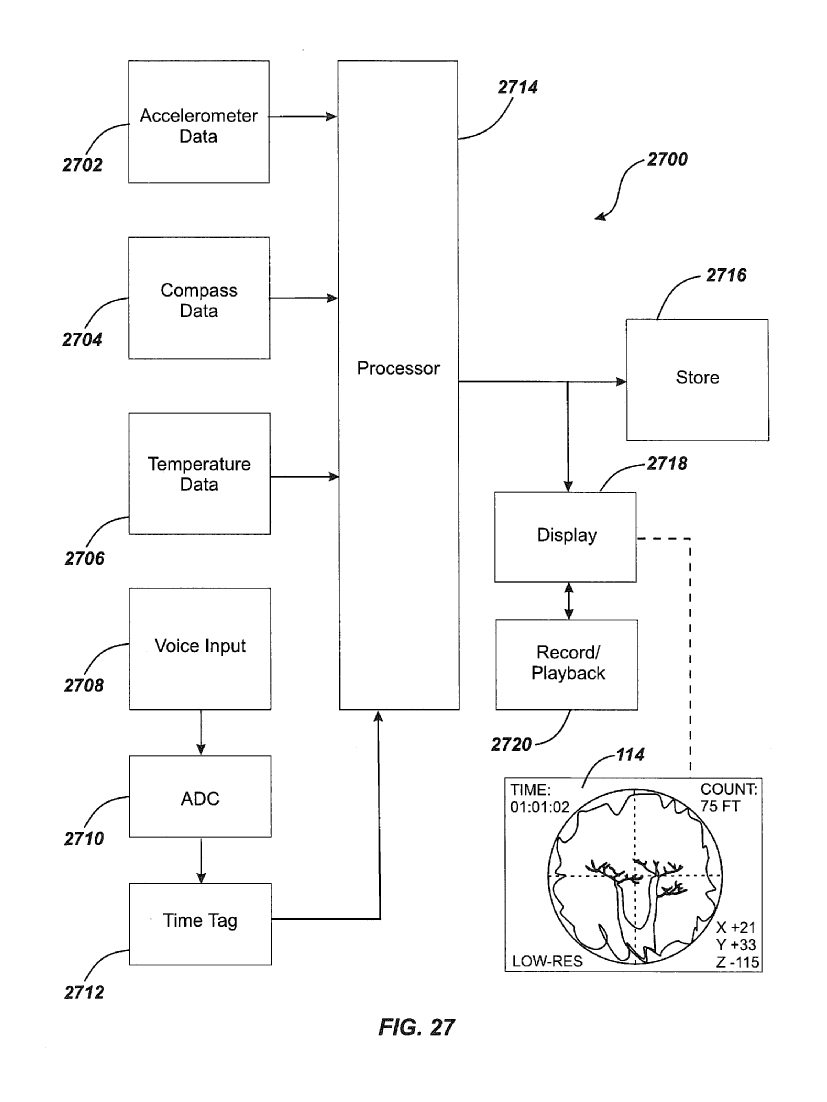 Accelerometer
Data
2702
2714
2700
Compass
Data
2704
Processor
2716
Store
Temperature
Data
2706
2718
Display
Voice Input
2708
Record/
Playback
2720
ADC
2710
114
TIME:
01:01:02
COUNT:
75 FT
Time Tag
2712
X +21
Y +33
Z -115
LOW-RES
FIG. 27